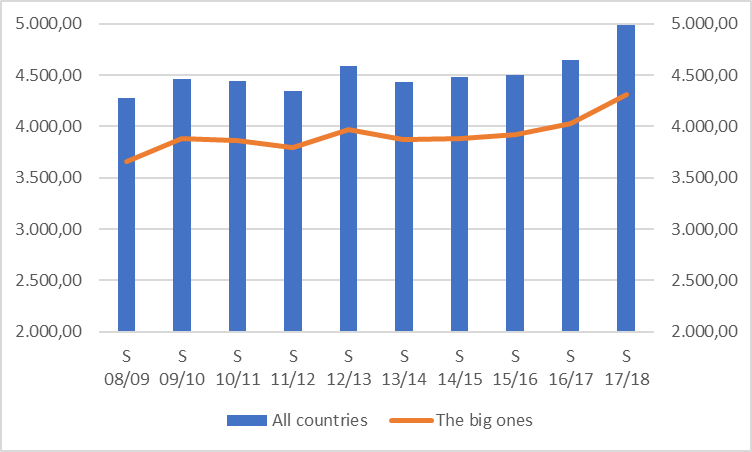 5.000,00 5.000,00
4.500,00 4.500,00
4.000,00 4.000,00
3.500,00 3.500,00
3.000,00 3.000,00
2.500,00 2.500,00
2.000,00 2.000,00
S S S S S S S S S S
08/09 09/10 10/11 11/12 12/13 13/14 14/15 15/16 16/17 17/18
All countries The big ones